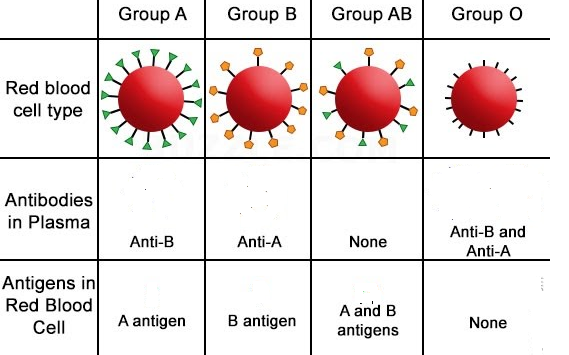 Group A Group B Group AB Group O
Red blood
cell type
Antibodies
in Plasma
Anti-B Anti-A None Anti-B and
Anti-A
Antigens in
Red Blood
Cell
A antigen B antigen A and B
antigens None